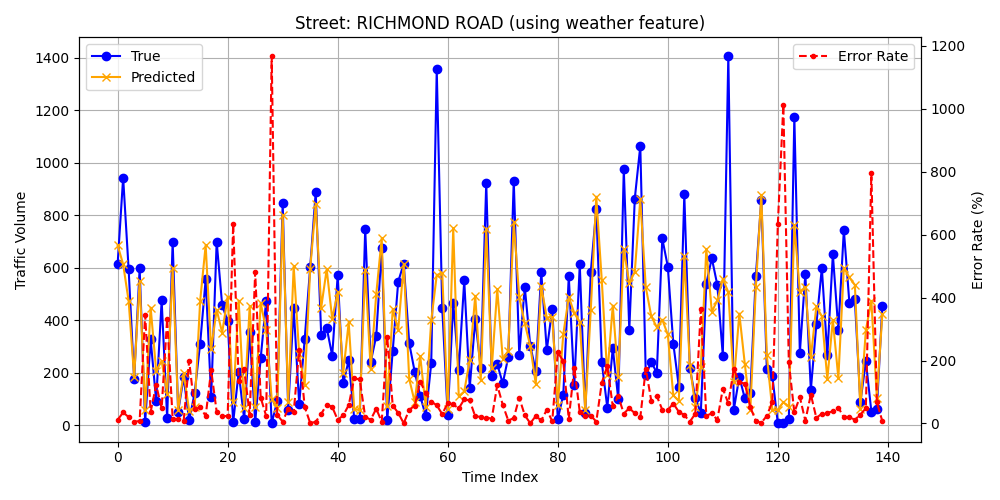 Street: RICHMOND ROAD (using weather feature)
True
Predicted
Error Rate
1400
1200
1000
800
600
400
200
0
Traffic Volume
1200
1000
800
600
400
200
0
Error Rate (%)
0 20 40 60 80 100 120 140
Time Index